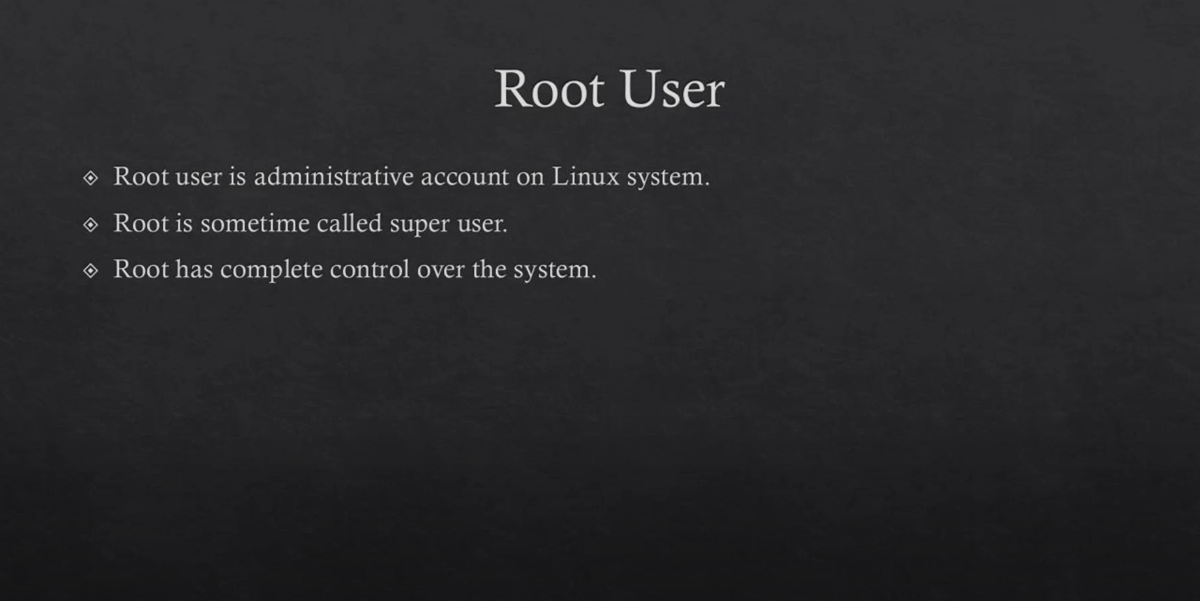 Root User
Root user is administrative account on Linux system.
Root is sometime called super user.
Root has complete control over the system.